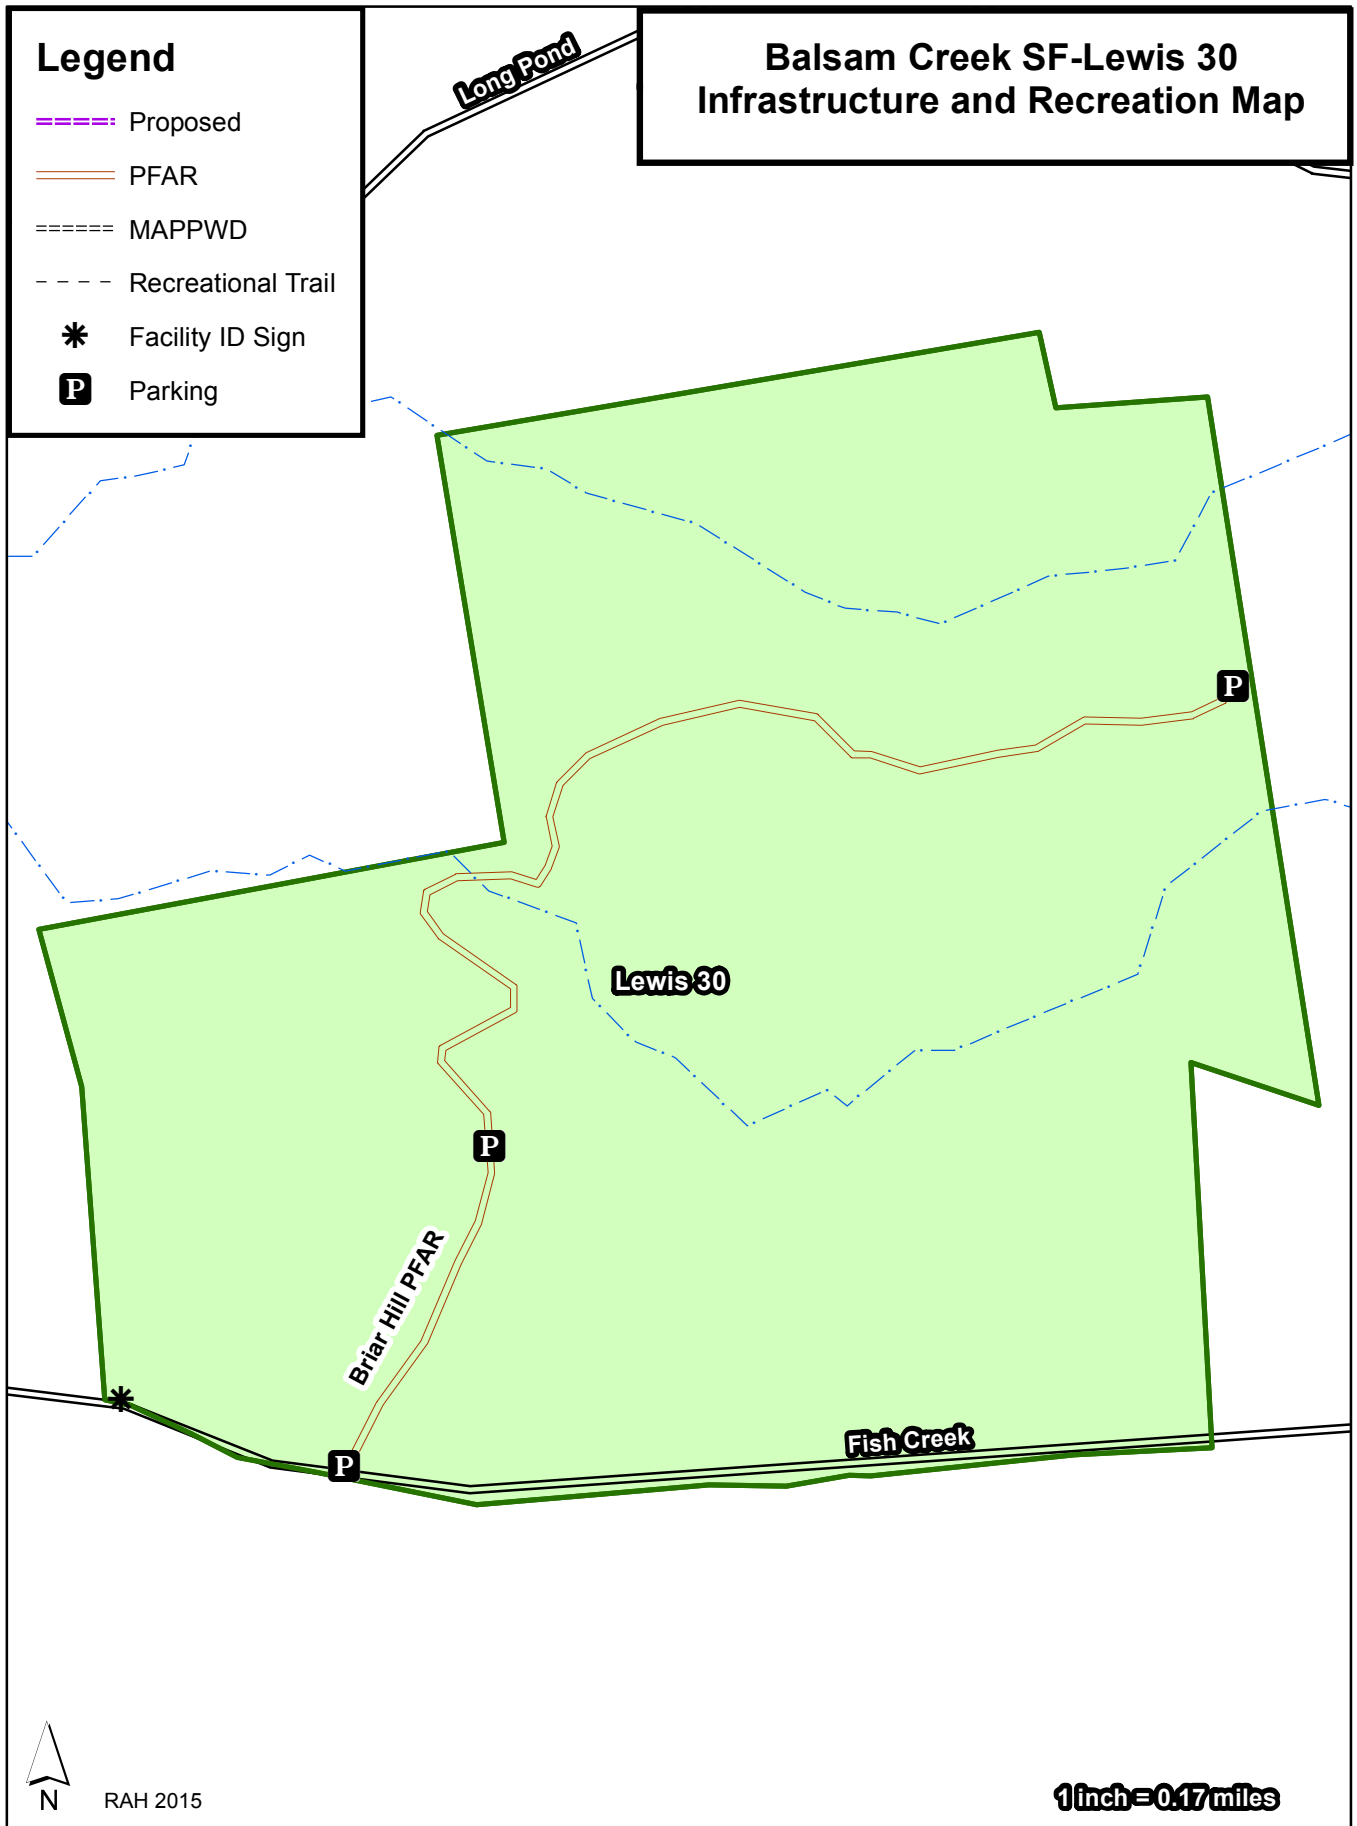 Legend
Proposed
PFAR
MAPPWD
Recreational Trail
Facility ID Sign
P Parking
Long Pond
Balsam Creek SF-Lewis 30
Infrastructure and Recreation Map
P
Lewis 30
P
Briar Hill PFAR
P
Fish Creek
N
RAH 2015
1 inch = 0.17 miles